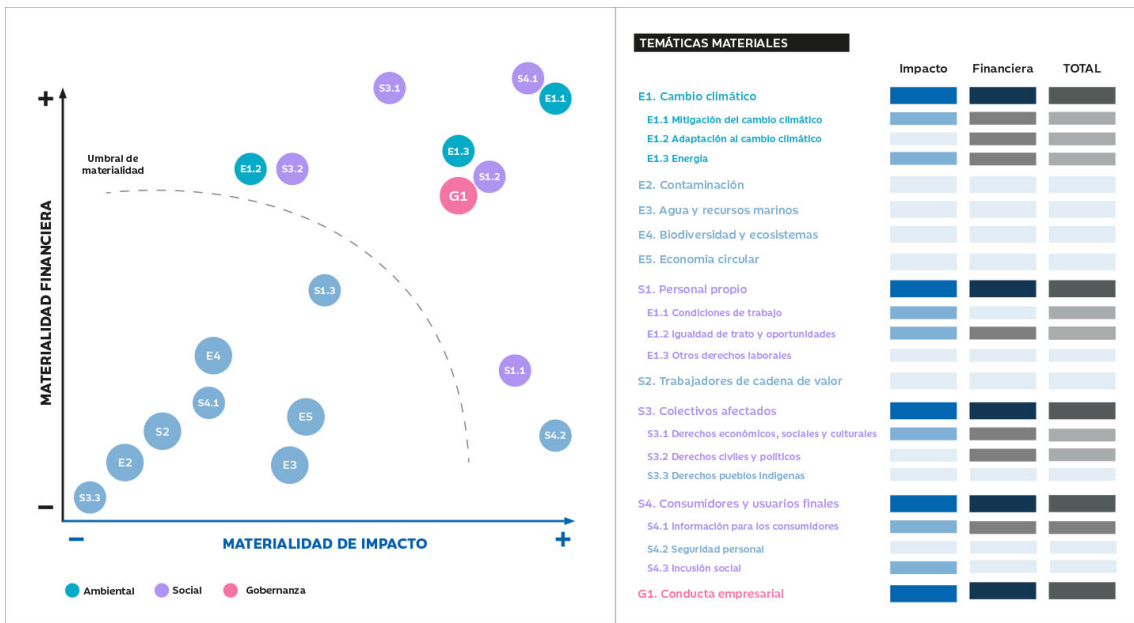 S3.1
S4.1
E1.1
+
Umbral de
materialidad
E1.2
S3.2
E1.3
S1.2
G1
MATERIALIDAD FINANCIERA
S1.3
E4
S1.1
S4.1
E5
S2
S4.2
E2
E3
S3.3
−
−
MATERIALIDAD DE IMPACTO
+
Ambiental
Social
Gobernanza
TEMÁTICAS MATERIALES
Impacto Financiera TOTAL
E1. Cambio climático
E1.1 Mitigación del cambio climático
E1.2 Adaptación al cambio climático
E1.3 Energía
E2. Contaminación
E3. Agua y recursos marinos
E4. Biodiversidad y ecosistemas
E5. Economía circular
S1. Personal propio
E1.1 Condiciones de trabajo
E1.2 Igualdad de trato y oportunidades
E1.3 Otros derechos laborales
S2. Trabajadores de cadena de valor
S3. Colectivos afectados
S3.1 Derechos económicos, sociales y culturales
S3.2 Derechos civiles y políticos
S3.3 Derechos pueblos indígenas
S4. Consumidores y usuarios finales
S4.1 Información para los consumidores
S4.2 Seguridad personal
S4.3 Incusión social
G1. Conducta empresarial